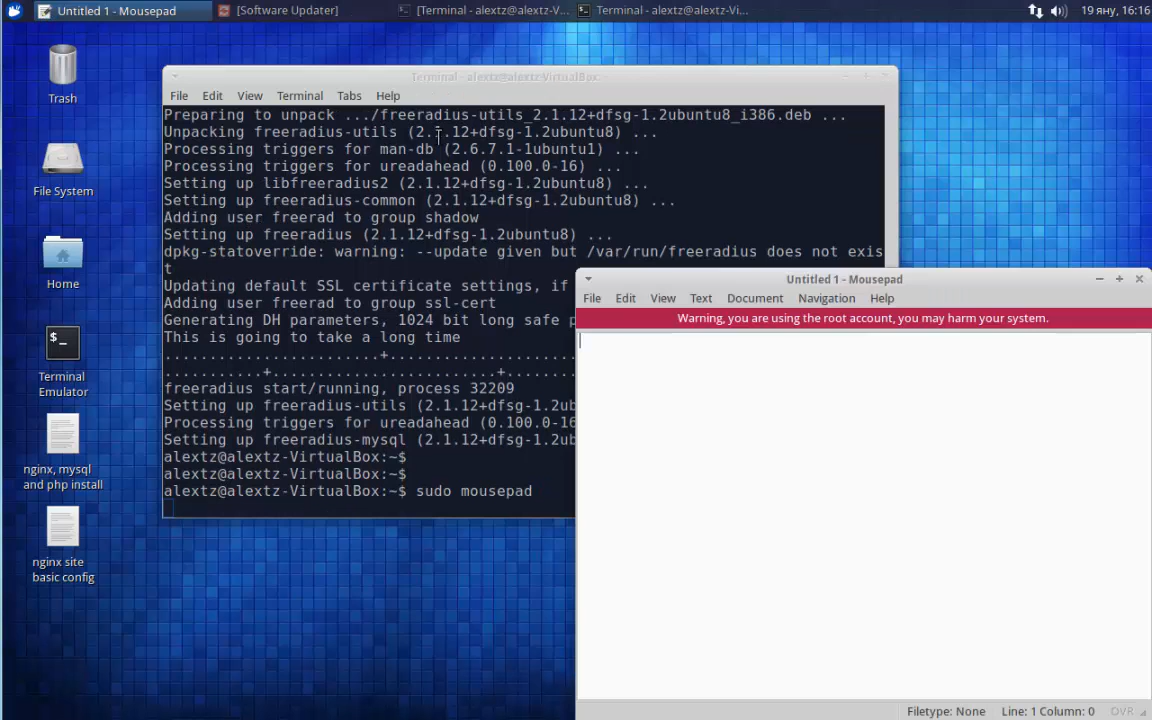 Untitled 1 - Mousepad
[Software Updater]
[Terminal - alextz@alextz-V...
Terminal - alextz@alextz-Vi...
19 яну, 16:16
Trash
File System
Home
$_
Terminal
Emulator
nginx, mysql
and php install
nginx site
basic config
Terminal - alextz@alextz-VirtualBox
File Edit View Terminal Tabs Help
Preparing to unpack .../freeradius-utils_2.1.12+dfsg-1.2ubuntu8_i386.deb ...
Unpacking freeradius-utils (2.1.12+dfsg-1.2ubuntu8) ...
Processing triggers for man-db (2.6.7.1-1ubuntu1) ...
Processing triggers for ureadahead (0.100.0-16) ...
Setting up libfreeradius2 (2.1.12+dfsg-1.2ubuntu8) ...
Setting up freeradius-common (2.1.12+dfsg-1.2ubuntu8) ...
Adding user freerad to group shadow
Setting up freeradius (2.1.12+dfsg-1.2ubuntu8) ...
dpkg-statoverride: warning: --update given but /var/run/freeradius does not exis
t
Updating default SSL certificate settings, if
Adding user freerad to group ssl-cert
Generating DH parameters, 1024 bit long safe p
This is going to take a long time
.........................+......................
............+...........................+........
freeradius start/running, process 32209
Setting up freeradius-utils (2.1.12+dfsg-1.2ub
Processing triggers for ureadahead (0.100.0-16
Setting up freeradius-mysql (2.1.12+dfsg-1.2ub
alextz@alextz-VirtualBox:~$
alextz@alextz-VirtualBox:~$
alextz@alextz-VirtualBox:~$ sudo mousepad
Untitled 1 - Mousepad
File Edit View Text Document Navigation Help
Warning, you are using the root account, you may harm your system.
Filetype: None Line: 1 Column: 0 OVR